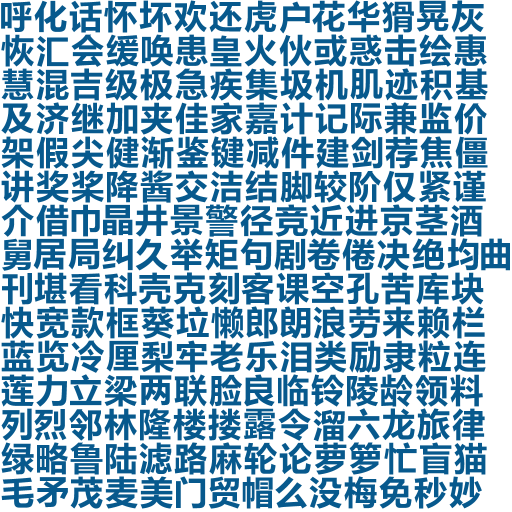 呼化话怀坏欢还虎户花华猾晃灰
恢汇会缓唤患皇火伙或惑击绘惠
慧混吉级极急疾集圾机肌迹积基
及济继加夹佳家嘉计记际兼监价
架假尖健渐鉴键减件建剑荐焦僵
讲奖桨降酱交洁结脚较阶仅紧谨
介借巾晶井景警径竞近进京茎酒
舅居局纠久举矩句剧卷倦决绝均曲
刊堪看科壳克刻客课空孔苦库块
快宽款框葵垃懒郎朗浪劳来赖栏
蓝览冷厘梨牢老乐泪类励隶粒连
莲力立梁两联脸良临铃陵龄领料
列烈邻林隆楼搂露令溜六龙旅律
绿略鲁陆滤路麻轮论萝箩忙盲猫
毛矛茂麦美门贸帽么没梅免秒妙